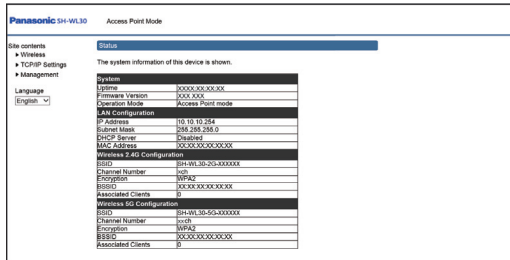 Panasonic SH-WL30 Access Point Mode
Site contents
Wireless
TCP/IP Settings
Management
Language
English
Status
The system information of this device is shown.
System
Uptime XXXX:XX:XX:XX
Firmware Version XXX XXX
Operation Mode Access Point mode
LAN Configuration
IP Address 10.10.10.254
Subnet Mask 255.255.255.0
DHCP Server Disabled
MAC Address XX:XX:XX:XX:XX:XX
Wireless 2.4G Configuration
SSID SH-WL30-2G-XXXXXX
Channel Number xch
Encryption WPA2
BSSID XX:XX:XX:XX:XX:XX
Associated Clients 0
Wireless 5G Configuration
SSID SH-WL30-5G-XXXXXX
Channel Number xxch
Encryption WPA2
BSSID XX:XX:XX:XX:XX:XX
Associated Clients 0